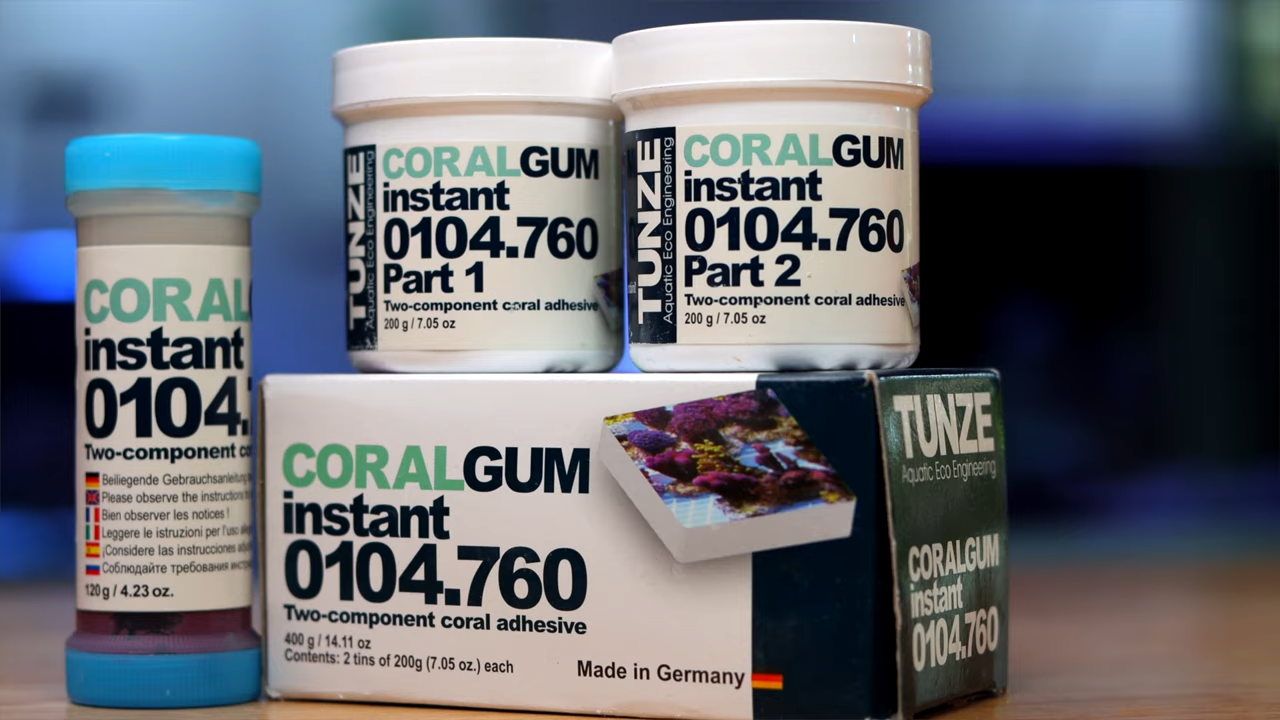 CORAL
instant
0104.
Two-component
Beiliegende Gebrauchsanleitung
Please observe the instructions
Bien observer les notices !
Leggere le istruzioni per l'uso
¡Considere las instrucciones
Соблюдайте требования
120g / 4.23 oz.
TUNZE
Aquatic Eco Engineering
CORALGUM
instant
0104.760
Part 1
Two-component coral adhesive
200 g / 7.05 oz
TUNZE
Aquatic Eco Engineering
CORALGUM
instant
0104.760
Part 2
Two-component coral adhesive
200 g / 7.05 oz
CORALGUM
instant
0104.760
Two-component coral adhesive
400 g / 14.11 oz
Contents: 2 tins of 200g (7.05 oz.) each
Made in Germany
TUNZE
Aquatic Eco Engineering
CORALGUM
instant
0104.760